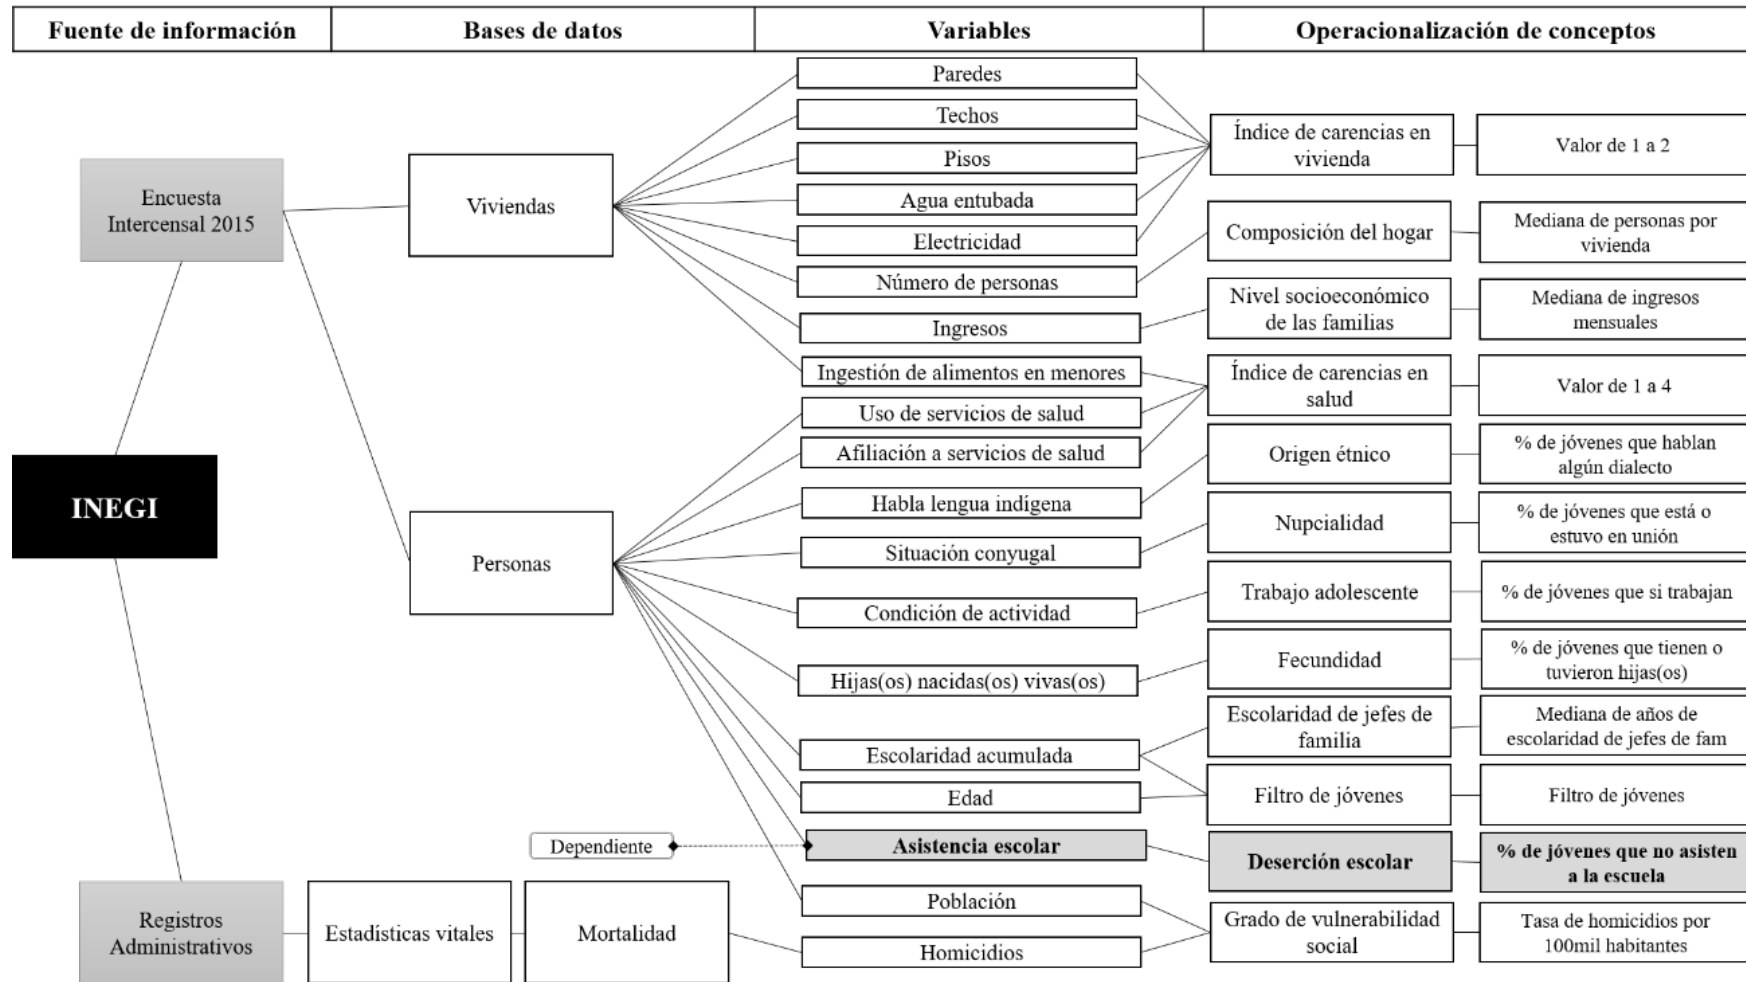 Fuente de información
Bases de datos
Variables
Operacionalización de conceptos
INEGI
Encuesta
Intercensal 2015
Registros
Administrativos
Viviendas
Personas
Estadísticas vitales
Mortalidad
Dependiente
Paredes
Techos
Pisos
Agua entubada
Electricidad
Número de personas
Ingresos
Ingestión de alimentos en menores
Uso de servicios de salud
Afiliación a servicios de salud
Habla lengua indígena
Situación conyugal
Condición de actividad
Hijas(os) nacidas(os) vivas(os)
Escolaridad acumulada
Edad
Asistencia escolar
Población
Homicidios
Índice de carencias en
vivienda
Valor de 1 a 2
Composición del hogar
Mediana de personas por
vivienda
Nivel socioeconómico
de las familias
Mediana de ingresos
mensuales
Índice de carencias en
salud
Valor de 1 a 4
Origen étnico
% de jóvenes que hablan
algún dialecto
Nupcialidad
% de jóvenes que está o
estuvo en unión
Trabajo adolescente
% de jóvenes que si trabajan
Fecundidad
% de jóvenes que tienen o
tuvieron hijas(os)
Escolaridad de jefes de
familia
Mediana de años de
escolaridad de jefes de fam
Filtro de jóvenes
Filtro de jóvenes
Deserción escolar
% de jóvenes que no asisten
a la escuela
Grado de vulnerabilidad
social
Tasa de homicidios por
100mil habitantes